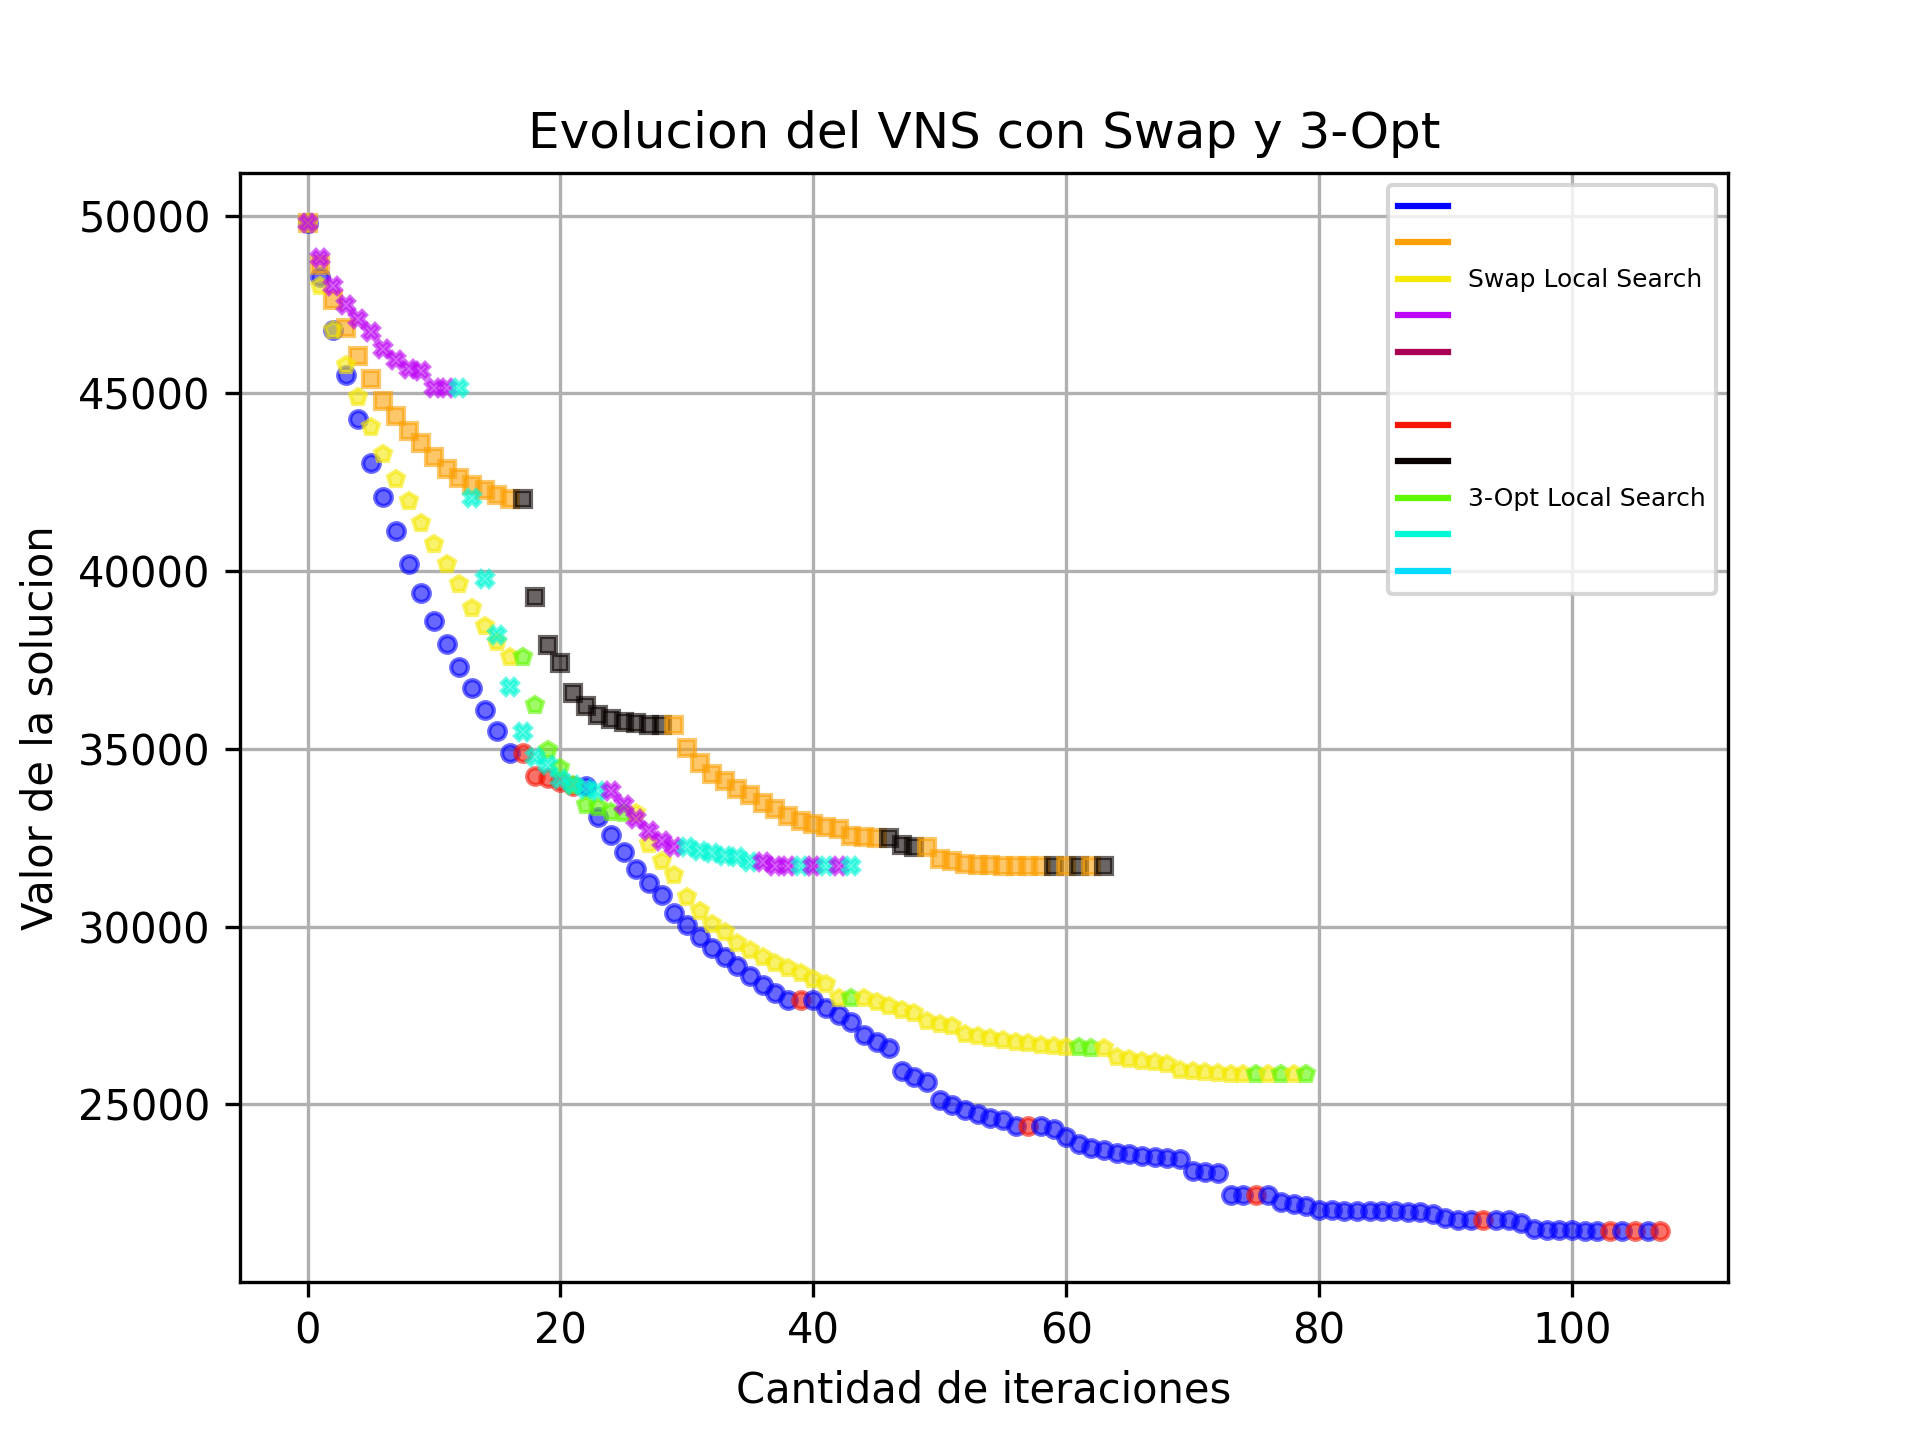 Evolucion del VNS con Swap y 3-Opt
50000
45000
40000
35000
30000
25000
Valor de la solucion
Swap Local Search
3-Opt Local Search
0 20 40 60 80 100
Cantidad de iteraciones